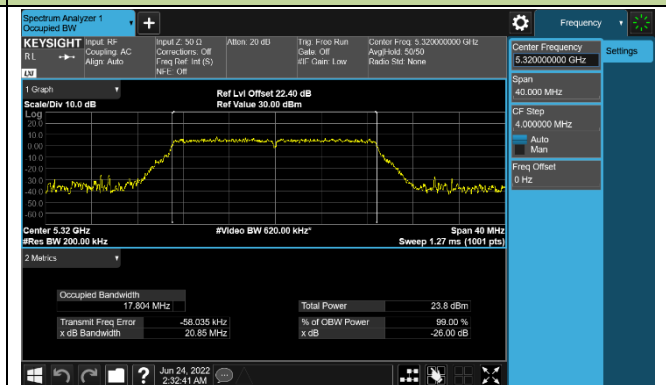 Spectrum Analyzer 1
Occupied BW
+
Frequency
KEYSIGHT
RL
LXI
Input: RF
Coupling: AC
Align: Auto
Input Z: 50 Ω
Corrections: Off
Freq Ref: Int (S)
NFE: Off
Atten: 20 dB
Trig: Free Run
Gate: Off
#IF Gain: Low
Center Freq: 5.320000000 GHz
Avg|Hold: 50/50
Radio Std: None
Center Frequency
5.320000000 GHz
Settings
Span
40.000 MHz
CF Step
4.000000 MHz
Auto
Man
Freq Offset
0 Hz
1 Graph
Scale/Div 10.0 dB
Ref Lvl Offset 22.40 dB
Ref Value 30.00 dBm
Log
20.0
10.0
0.00
-10.0
-20.0
-30.0
-40.0
-50.0
-60.0
Center 5.32 GHz
#Res BW 200.00 kHz
#Video BW 620.00 kHz*
Span 40 MHz
Sweep 1.27 ms (1001 pts)
2 Metrics
Occupied Bandwidth
17.804 MHz
Total Power 23.8 dBm
Transmit Freq Error -58.035 kHz
% of OBW Power 99.00 %
x dB Bandwidth 20.85 MHz
x dB -26.00 dB
?
Jun 24, 2022
2:32:41 AM